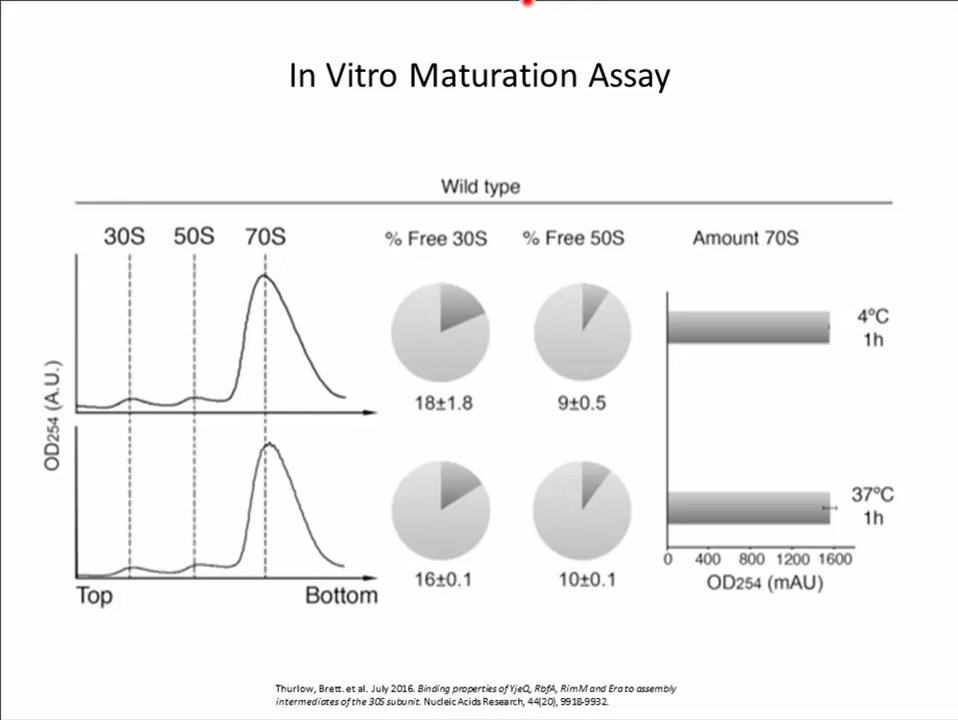 In Vitro Maturation Assay
Wild type
30S 50S 70S % Free 30S % Free 50S Amount 70S
4ºC
1h
18±1.8 9±0.5
OD254 (A.U.)
37ºC
1h
0 400 800 1200 1600
16±0.1 10±0.1 OD254 (mAU)
Top Bottom
Thurlow, Brett. et al. July 2016. Binding properties of YjeQ, RbfA, RimM and Era to assembly
intermediates of the 30S subunit. Nucleic Acids Research, 44(20), 9918-9932.